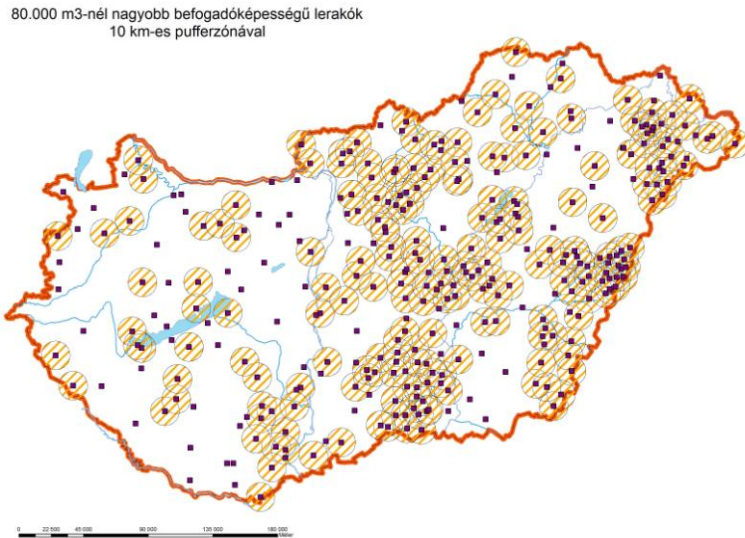 80.000 m3-nél nagyobb befogadóképességű lerakók
10 km-es pufferzónával
0 22 500 45 000 90 000 135 000 180 000
Méter